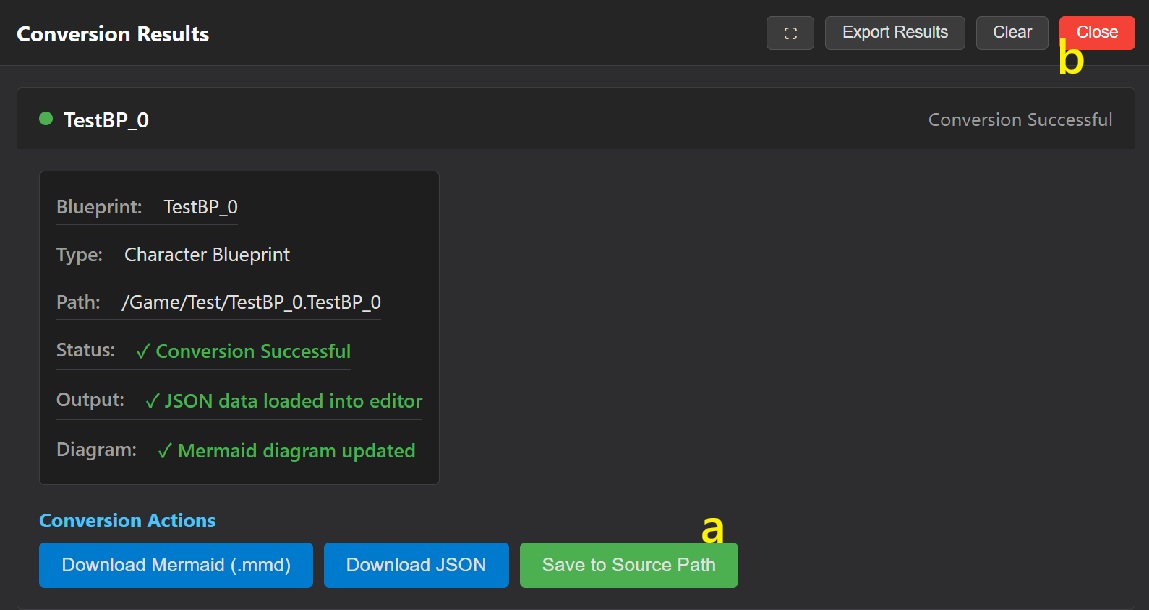 Conversion Results
Export Results
Clear
Close
b
TestBP_0
Conversion Successful
Blueprint: TestBP_0
Type: Character Blueprint
Path: /Game/Test/TestBP_0.TestBP_0
Status: ✓ Conversion Successful
Output: ✓ JSON data loaded into editor
Diagram: ✓ Mermaid diagram updated
Conversion Actions
a
Download Mermaid (.mmd)
Download JSON
Save to Source Path